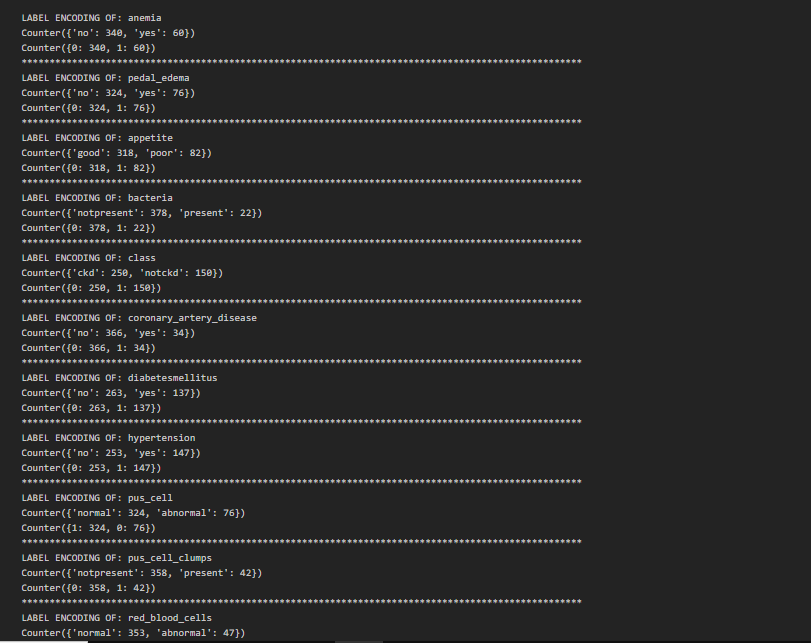 LABEL ENCODING OF: anemia
Counter({'no': 340, 'yes': 60})
Counter({0: 340, 1: 60})
****************************************************************************************************
LABEL ENCODING OF: pedal_edema
Counter({'no': 324, 'yes': 76})
Counter({0: 324, 1: 76})
****************************************************************************************************
LABEL ENCODING OF: appetite
Counter({'good': 318, 'poor': 82})
Counter({0: 318, 1: 82})
****************************************************************************************************
LABEL ENCODING OF: bacteria
Counter({'notpresent': 378, 'present': 22})
Counter({0: 378, 1: 22})
****************************************************************************************************
LABEL ENCODING OF: class
Counter({'ckd': 250, 'notckd': 150})
Counter({0: 250, 1: 150})
****************************************************************************************************
LABEL ENCODING OF: coronary_artery_disease
Counter({'no': 366, 'yes': 34})
Counter({0: 366, 1: 34})
****************************************************************************************************
LABEL ENCODING OF: diabetesmellitus
Counter({'no': 263, 'yes': 137})
Counter({0: 263, 1: 137})
****************************************************************************************************
LABEL ENCODING OF: hypertension
Counter({'no': 253, 'yes': 147})
Counter({0: 253, 1: 147})
****************************************************************************************************
LABEL ENCODING OF: pus_cell
Counter({'normal': 324, 'abnormal': 76})
Counter({1: 324, 0: 76})
****************************************************************************************************
LABEL ENCODING OF: pus_cell_clumps
Counter({'notpresent': 358, 'present': 42})
Counter({0: 358, 1: 42})
****************************************************************************************************
LABEL ENCODING OF: red_blood_cells
Counter({'normal': 353, 'abnormal': 47})